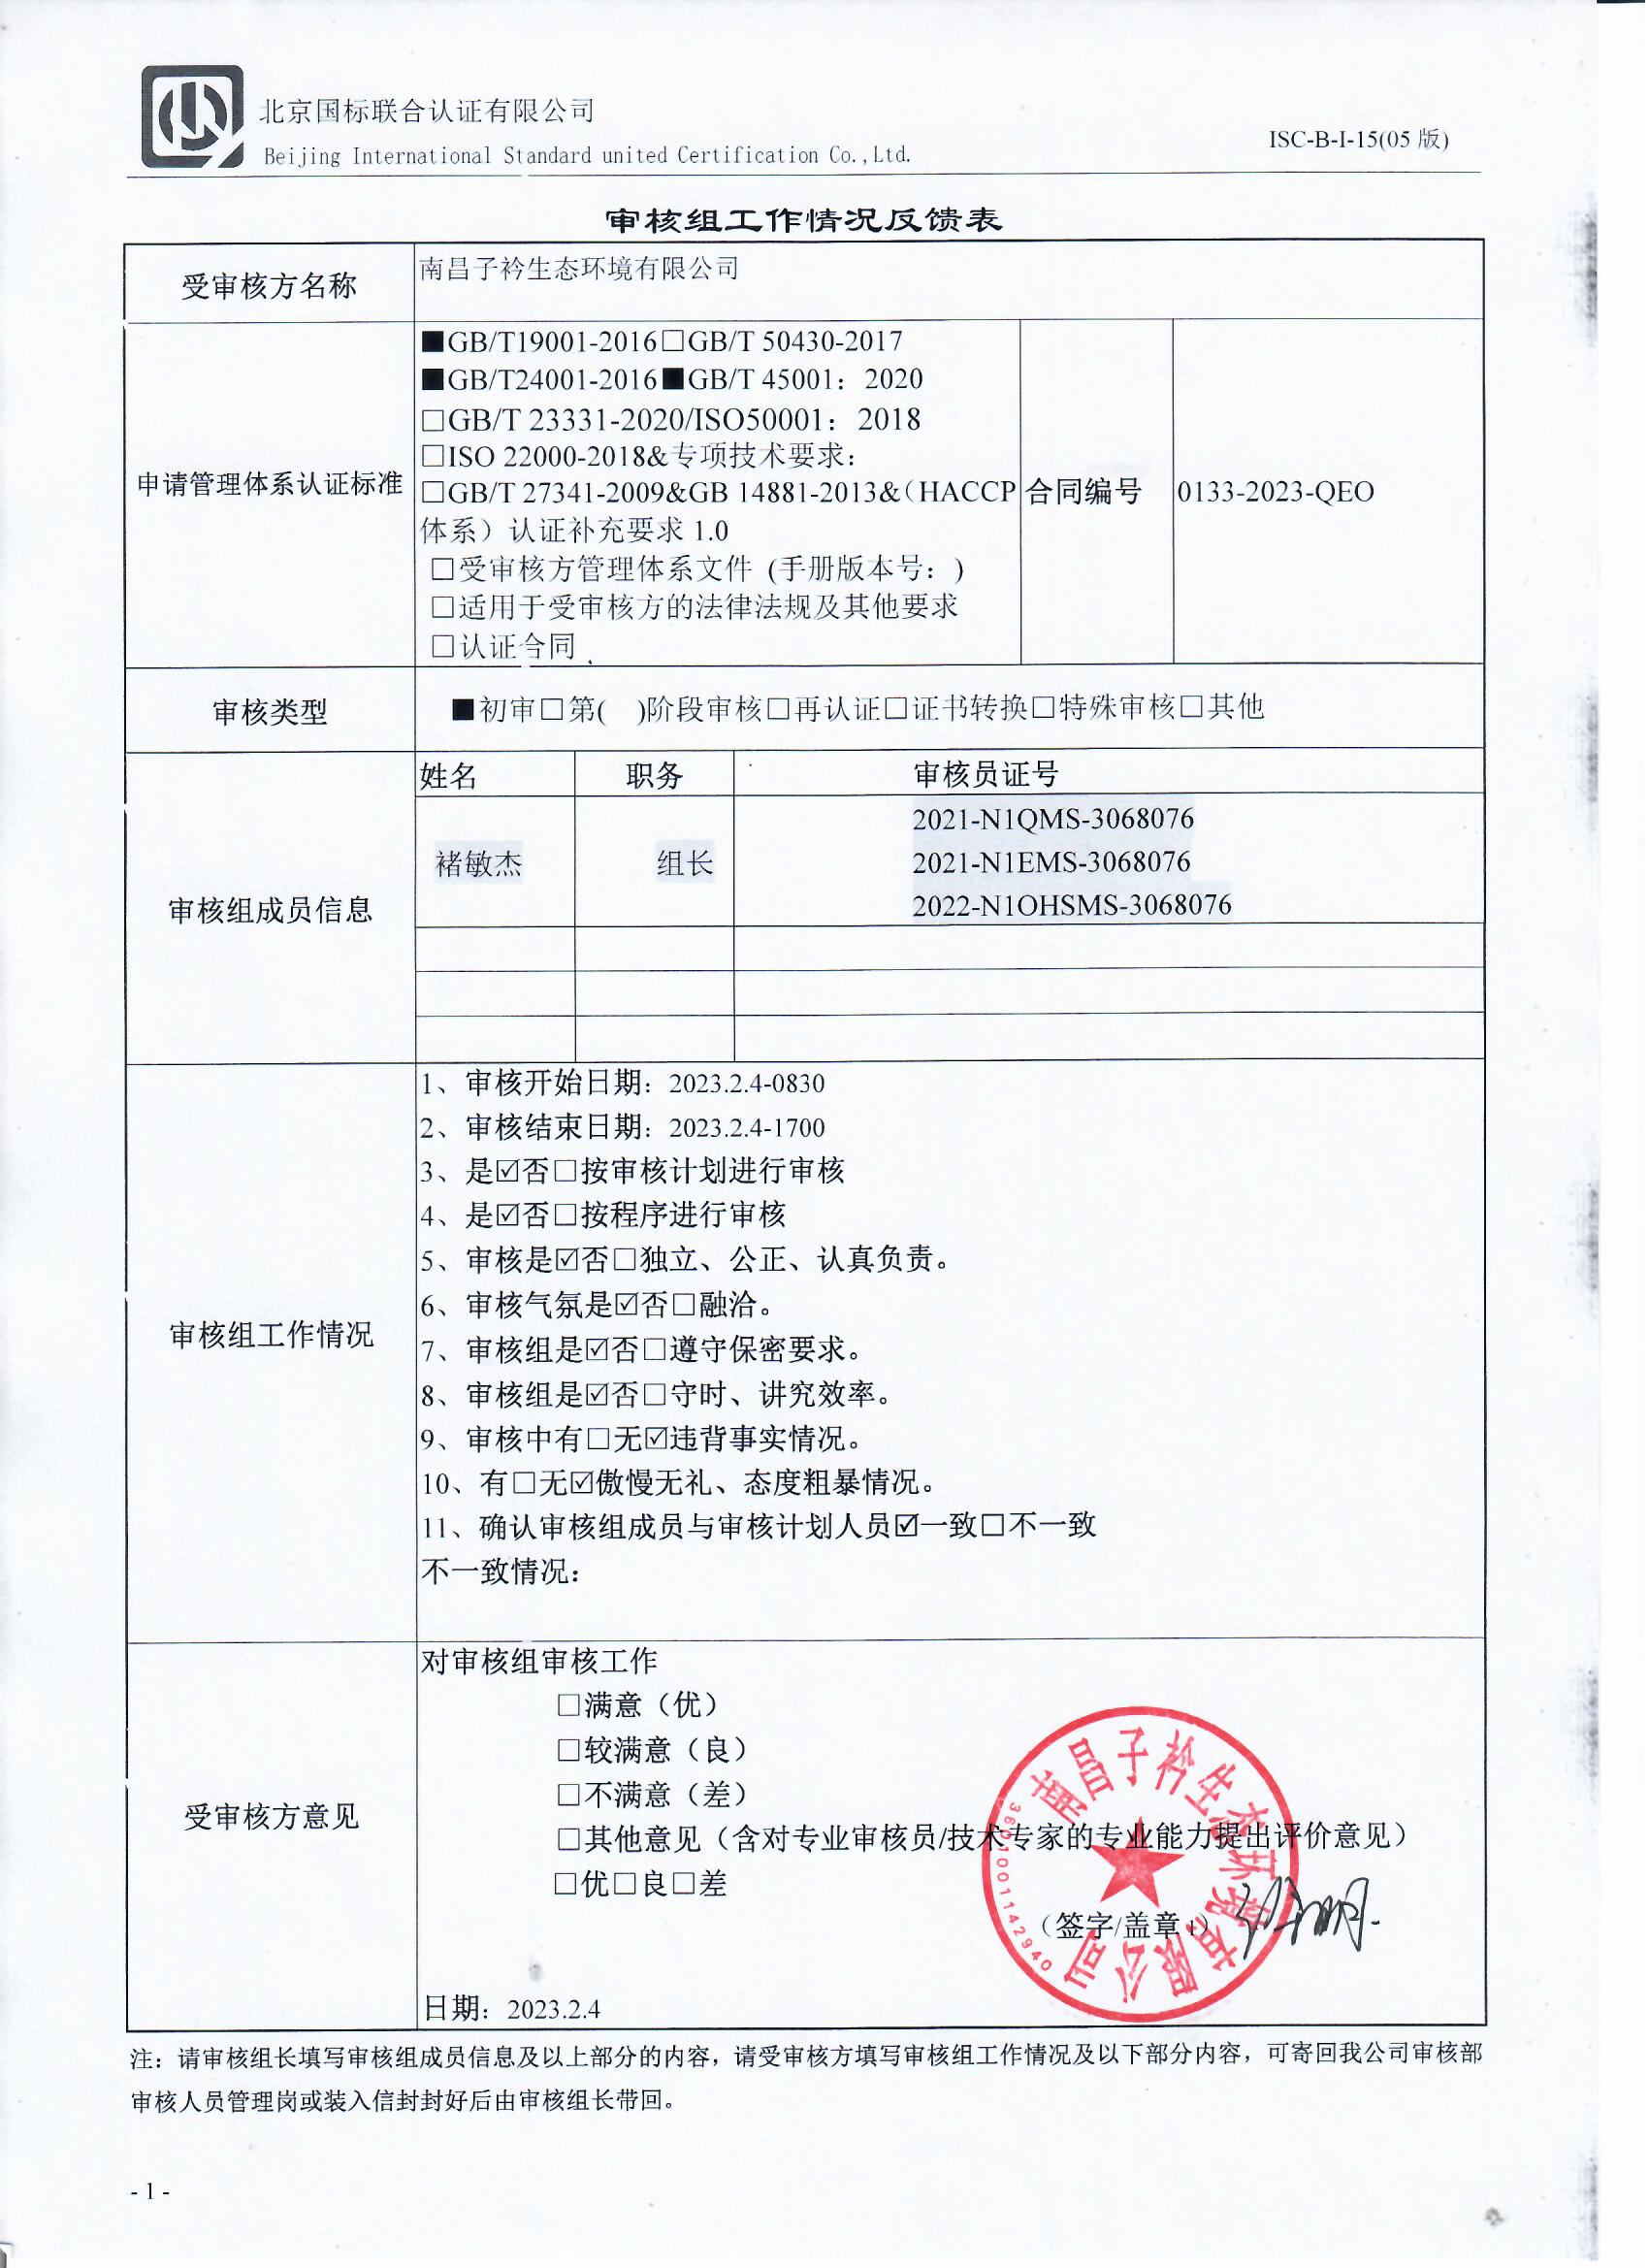 北京国标联合认证有限公司
Beijing International Standard united Certification Co.,Ltd.
ISC-B-I-15(05 版)
审核组工作情况反馈表
受审核方名称
南昌子衿生态环境有限公司
申请管理体系认证标准
■GB/T19001-2016□GB/T 50430-2017
■GB/T24001-2016■GB/T 45001：2020
□GB/T 23331-2020/ISO50001：2018
□ISO 22000-2018&专项技术要求：
□GB/T 27341-2009&GB 14881-2013&（HACCP
体系）认证补充要求 1.0
□受审核方管理体系文件 (手册版本号：)
□适用于受审核方的法律法规及其他要求
□认证合同
合同编号
0133-2023-QEO
审核类型
■初审□第( )阶段审核□再认证□证书转换□特殊审核□其他
审核组成员信息
姓名 职务 审核员证号
褚敏杰 组长
2021-N1QMS-3068076
2021-N1EMS-3068076
2022-N1OHSMS-3068076
审核组工作情况
1、审核开始日期：2023.2.4-0830
2、审核结束日期：2023.2.4-1700
3、是☑否□按审核计划进行审核
4、是☑否□按程序进行审核
5、审核是☑否□独立、公正、认真负责。
6、审核气氛是☑否□融洽。
7、审核组是☑否□遵守保密要求。
8、审核组是☑否□守时、讲究效率。
9、审核中有□无☑违背事实情况。
10、有□无☑傲慢无礼、态度粗暴情况。
11、确认审核组成员与审核计划人员☑一致□不一致
不一致情况：
受审核方意见
对审核组审核工作
□满意（优）
□较满意（良）
□不满意（差）
□其他意见（含对专业审核员/技术专家的专业能力提出评价意见）
□优□良□差
（签字/盖章）
南昌子衿生态环境有限公司
3601001142940
日期：2023.2.4
注：请审核组长填写审核组成员信息及以上部分的内容，请受审核方填写审核组工作情况及以下部分内容，可寄回我公司审核部
审核人员管理岗或装入信封封好后由审核组长带回。
- 1 -